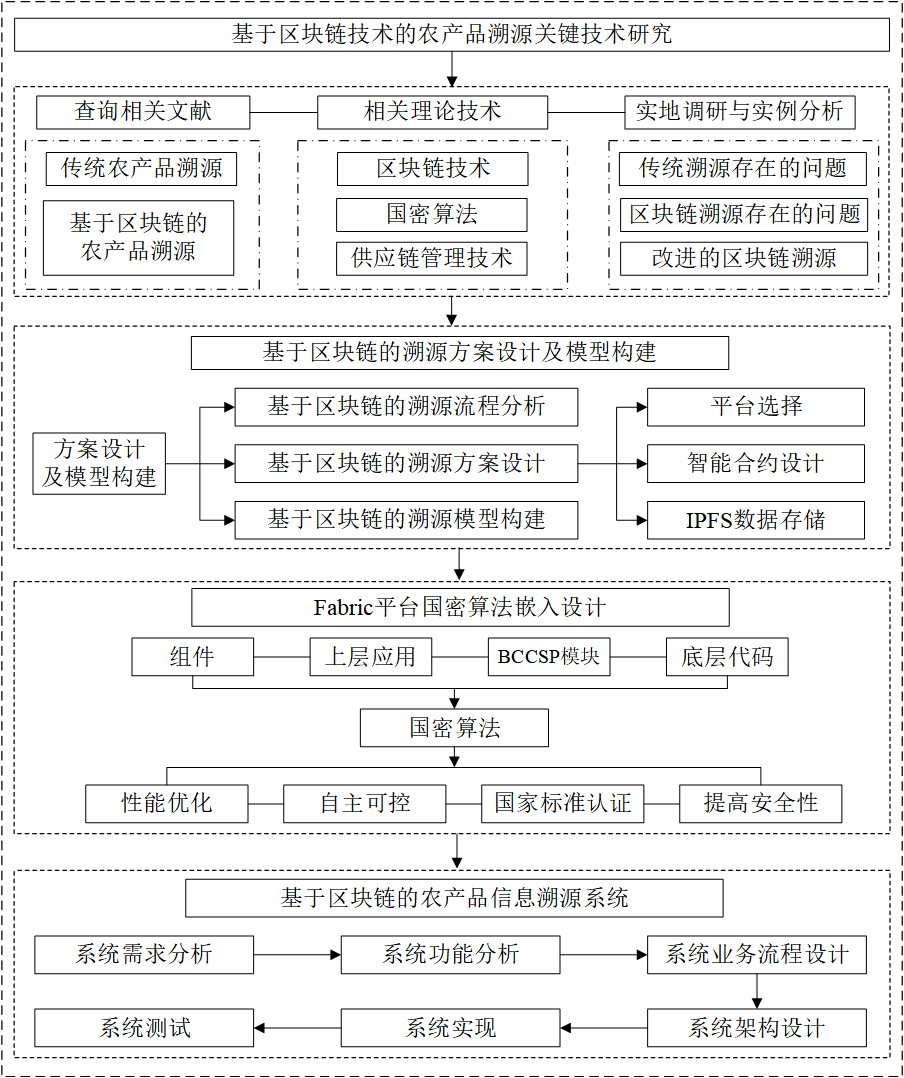 基于区块链技术的农产品溯源关键技术研究
查询相关文献
相关理论技术
实地调研与实例分析
传统农产品溯源
基于区块链的
农产品溯源
区块链技术
国密算法
供应链管理技术
传统溯源存在的问题
区块链溯源存在的问题
改进的区块链溯源
基于区块链的溯源方案设计及模型构建
方案设计
及模型构建
基于区块链的溯源流程分析
基于区块链的溯源方案设计
基于区块链的溯源模型构建
平台选择
智能合约设计
IPFS数据存储
Fabric平台国密算法嵌入设计
组件
上层应用
BCCSP模块
底层代码
国密算法
性能优化
自主可控
国家标准认证
提高安全性
基于区块链的农产品信息溯源系统
系统需求分析
系统功能分析
系统业务流程设计
系统测试
系统实现
系统架构设计